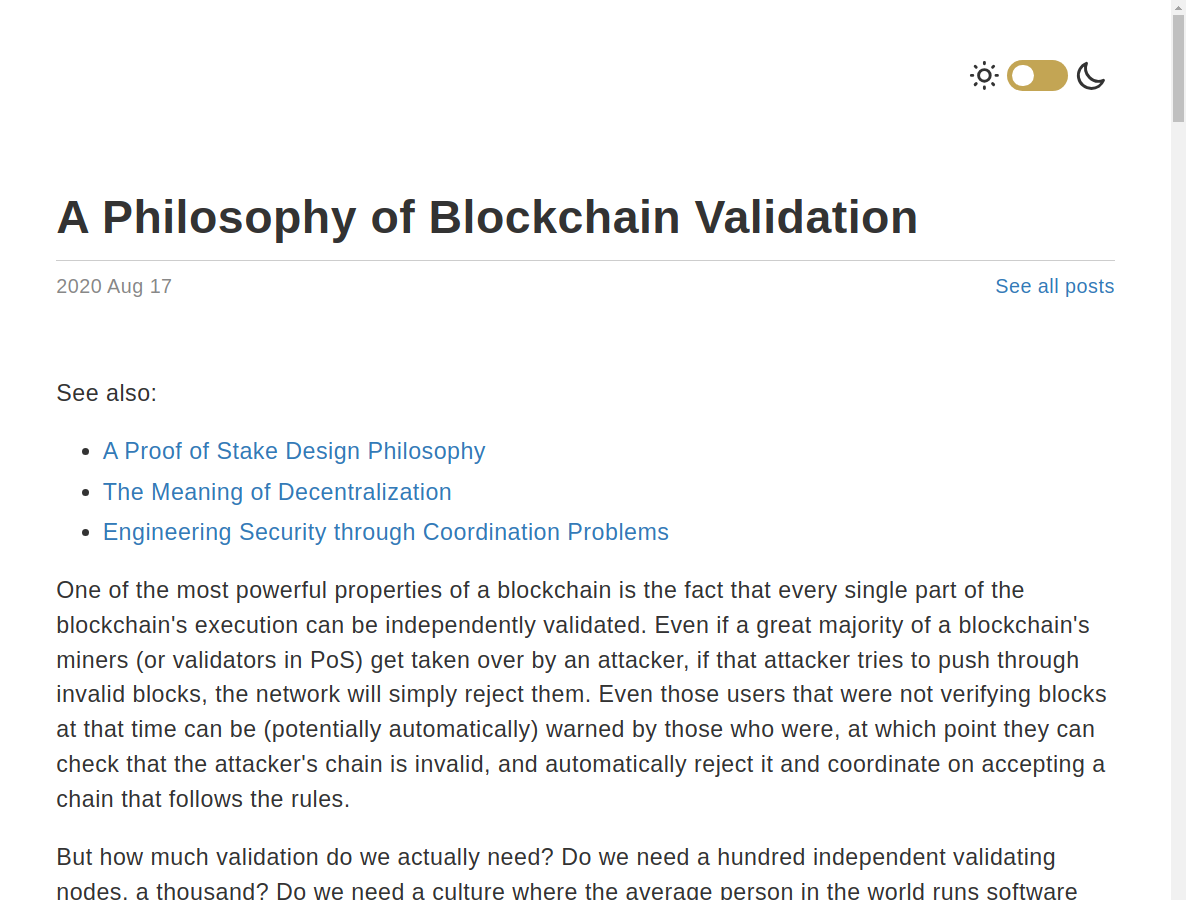 A Philosophy of Blockchain Validation
2020 Aug 17
See all posts
See also:
A Proof of Stake Design Philosophy
The Meaning of Decentralization
Engineering Security through Coordination Problems
One of the most powerful properties of a blockchain is the fact that every single part of the
blockchain's execution can be independently validated. Even if a great majority of a blockchain's
miners (or validators in PoS) get taken over by an attacker, if that attacker tries to push through
invalid blocks, the network will simply reject them. Even those users that were not verifying blocks
at that time can be (potentially automatically) warned by those who were, at which point they can
check that the attacker's chain is invalid, and automatically reject it and coordinate on accepting a
chain that follows the rules.
But how much validation do we actually need? Do we need a hundred independent validating
nodes, a thousand? Do we need a culture where the average person in the world runs software